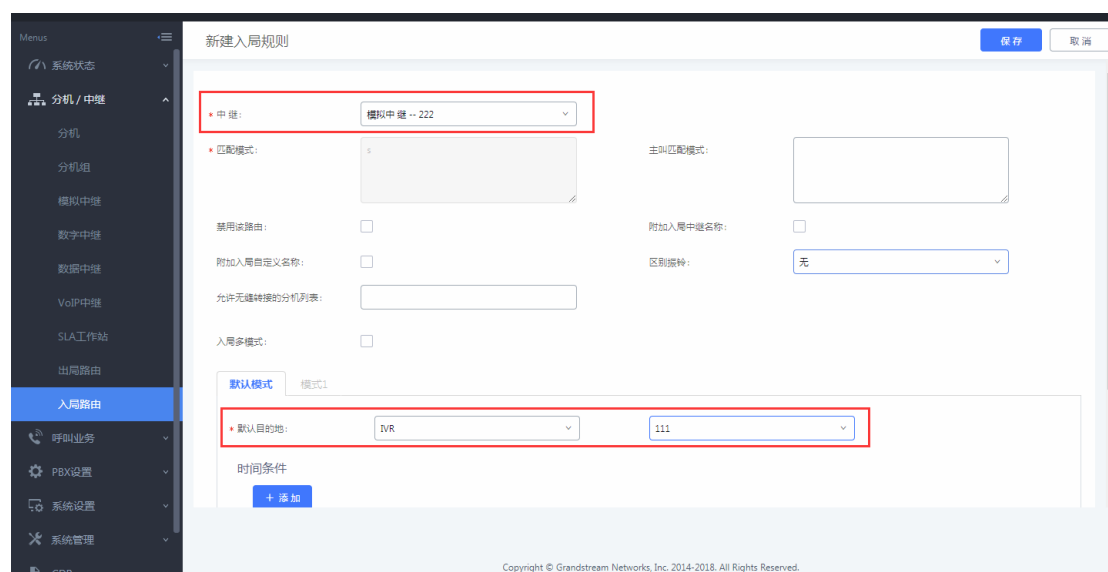 Menus
系统状态
分机 / 中继
分机
分机组
模拟中继
数字中继
数据中继
VoIP中继
SLA工作站
出局路由
入局路由
呼叫业务
PBX设置
系统设置
系统管理
CDR
新建入局规则
保存
取消
* 中继:
模拟中 继 -- 222
* 匹配模式:
s
主叫匹配模式:
禁用该路由:
附加入局中继名称:
附加入局自定义名称:
区别振铃:
无
允许无缝转接的分机列表:
入局多模式:
默认模式
模式1
* 默认目的地:
IVR
111
时间条件
+ 添加
Copyright © Grandstream Networks, Inc. 2014-2018. All Rights Reserved.